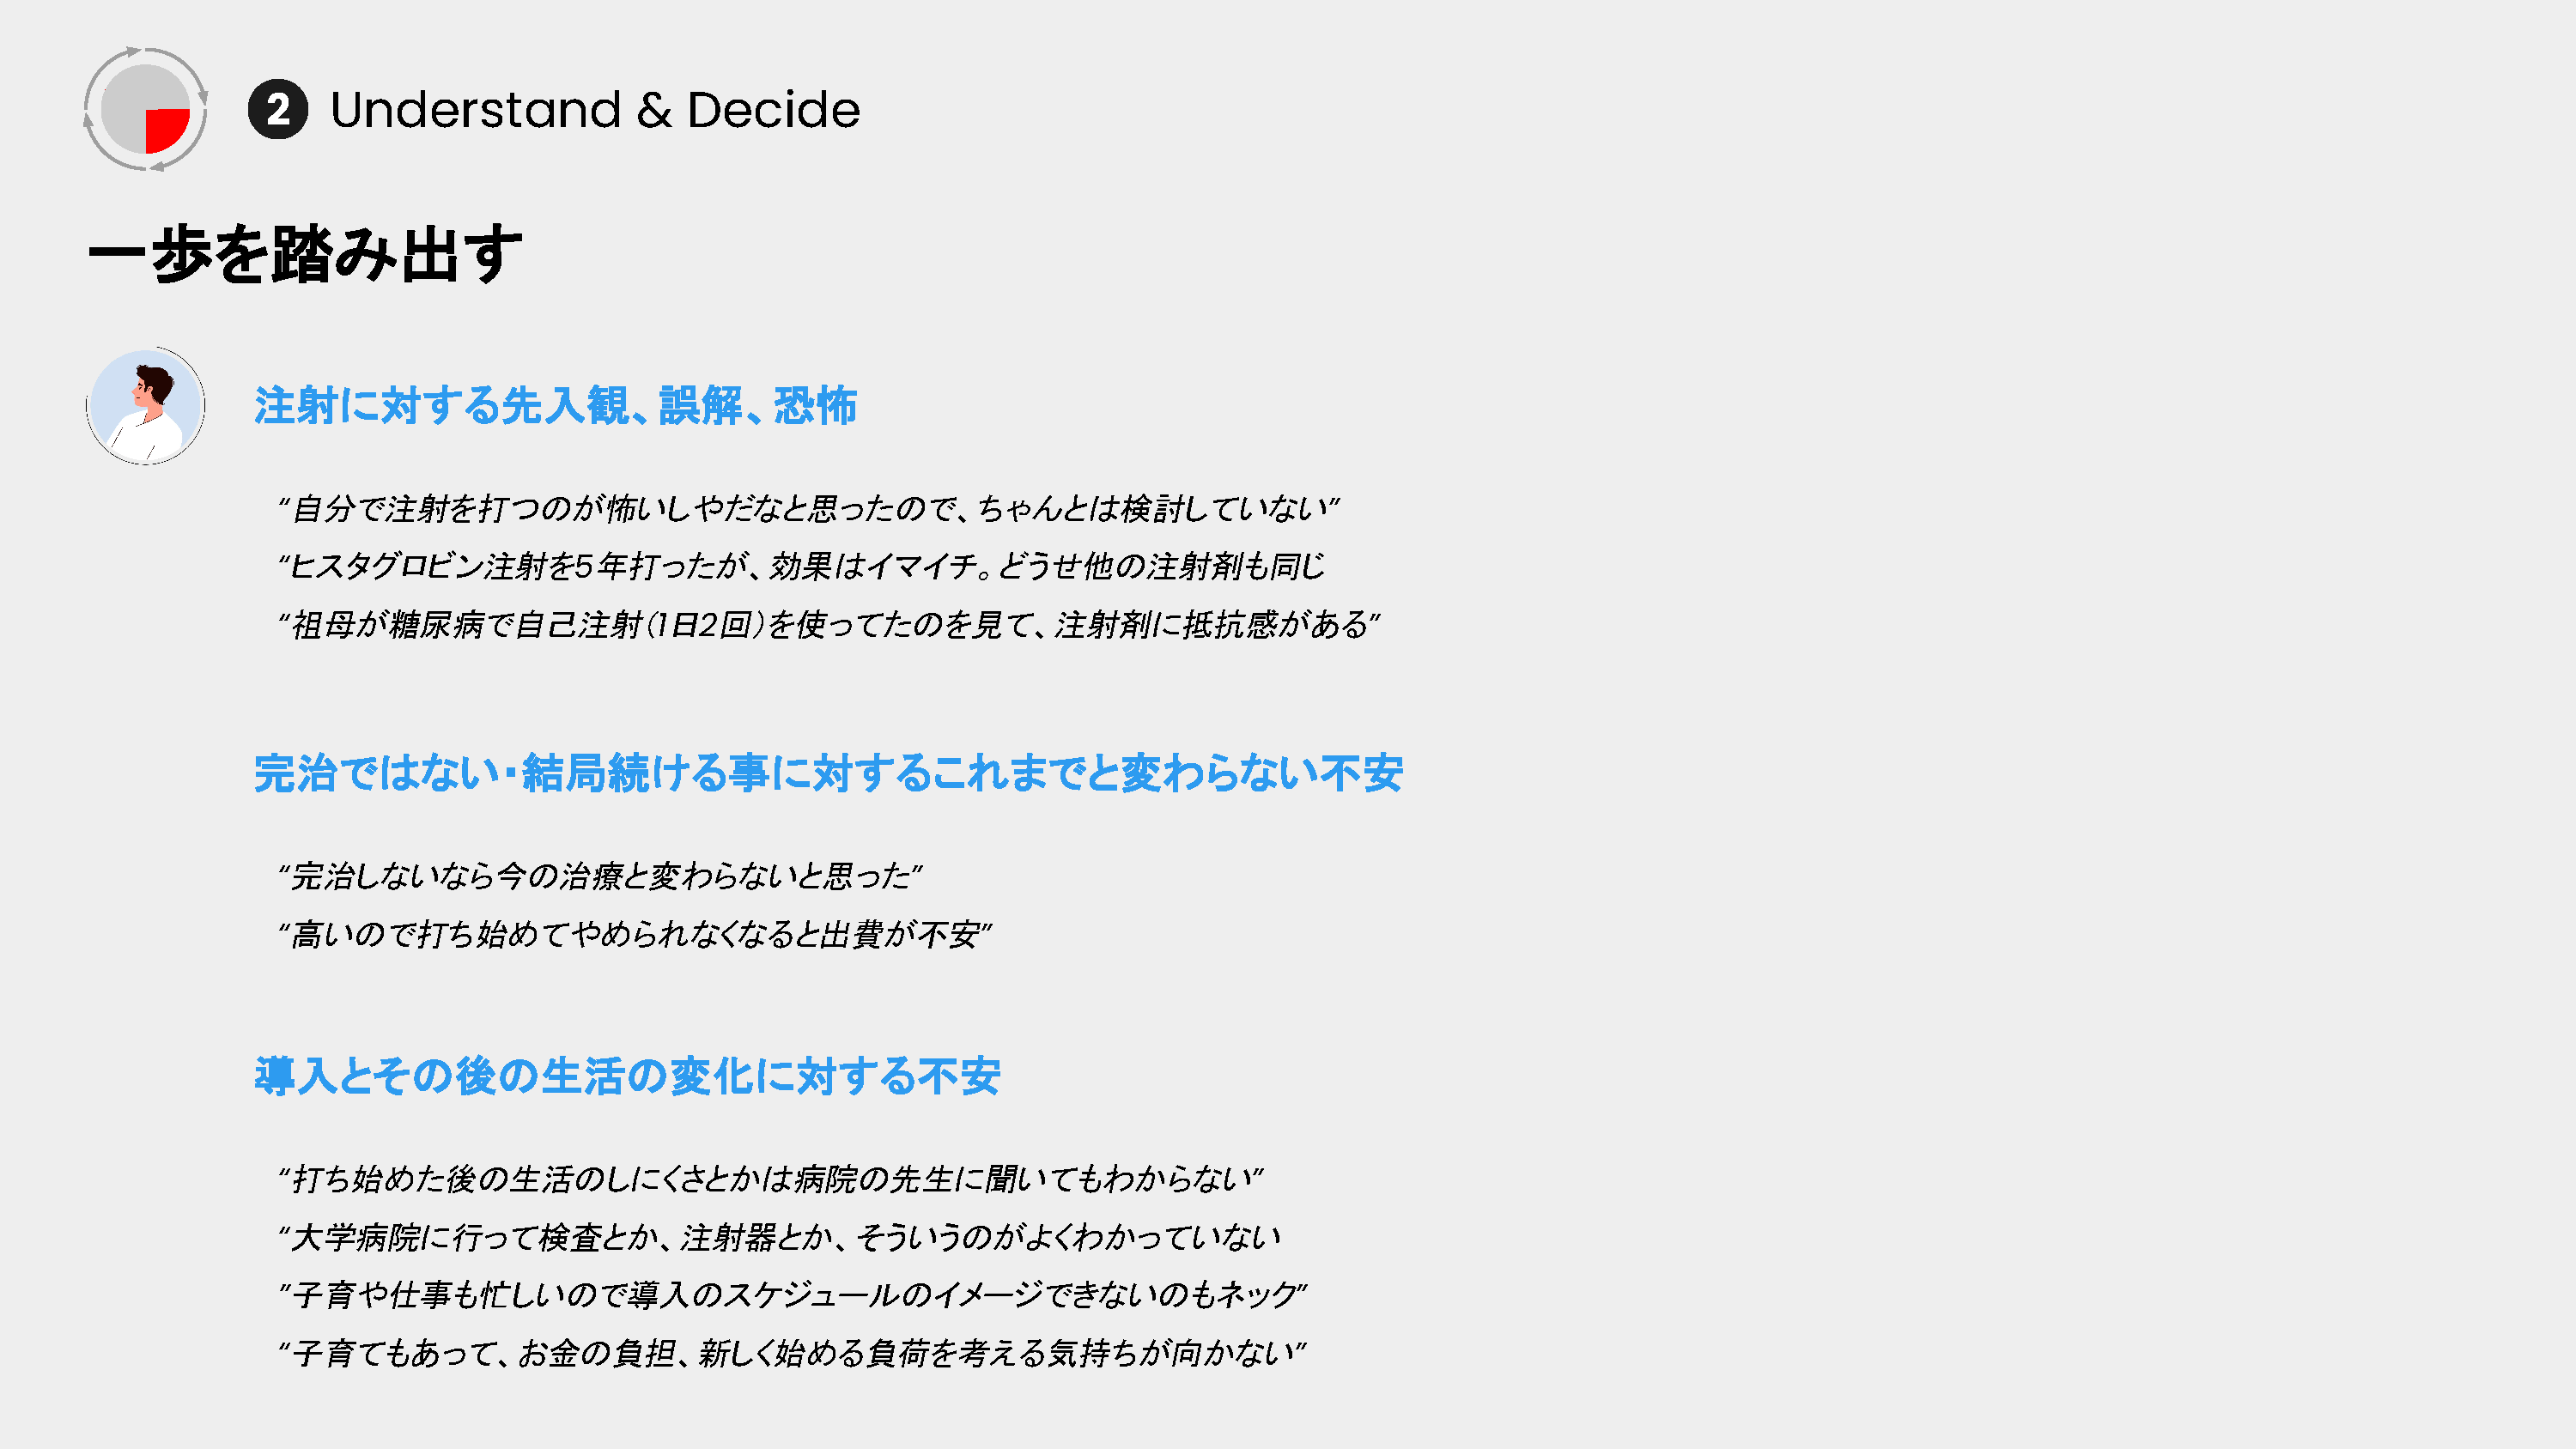 2 Understand & Decide
一歩を踏み出す
注射に対する先入観、誤解、恐怖
“自分で注射を打つのが怖いしやだなと思ったので、ちゃんとは検討していない”
“ヒスタグロビン注射を5年打ったが、効果はイマイチ。どうせ他の注射剤も同じ
“祖母が糖尿病で自己注射（1日2回）を使ってたのを見て、注射剤に抵抗感がある”
完治ではない・結局続ける事に対するこれまでと変わらない不安
“完治しないなら今の治療と変わらないと思った”
“高いので打ち始めてやめられなくなると出費が不安”
導入とその後の生活の変化に対する不安
“打ち始めた後の生活のしにくさとかは病院の先生に聞いてもわからない”
“大学病院に行って検査とか、注射器とか、そういうのがよくわかっていない
”子育や仕事も忙しいので導入のスケジュールのイメージできないのもネック”
“子育てもあって、お金の負担、新しく始める負荷を考える気持ちが向かない”